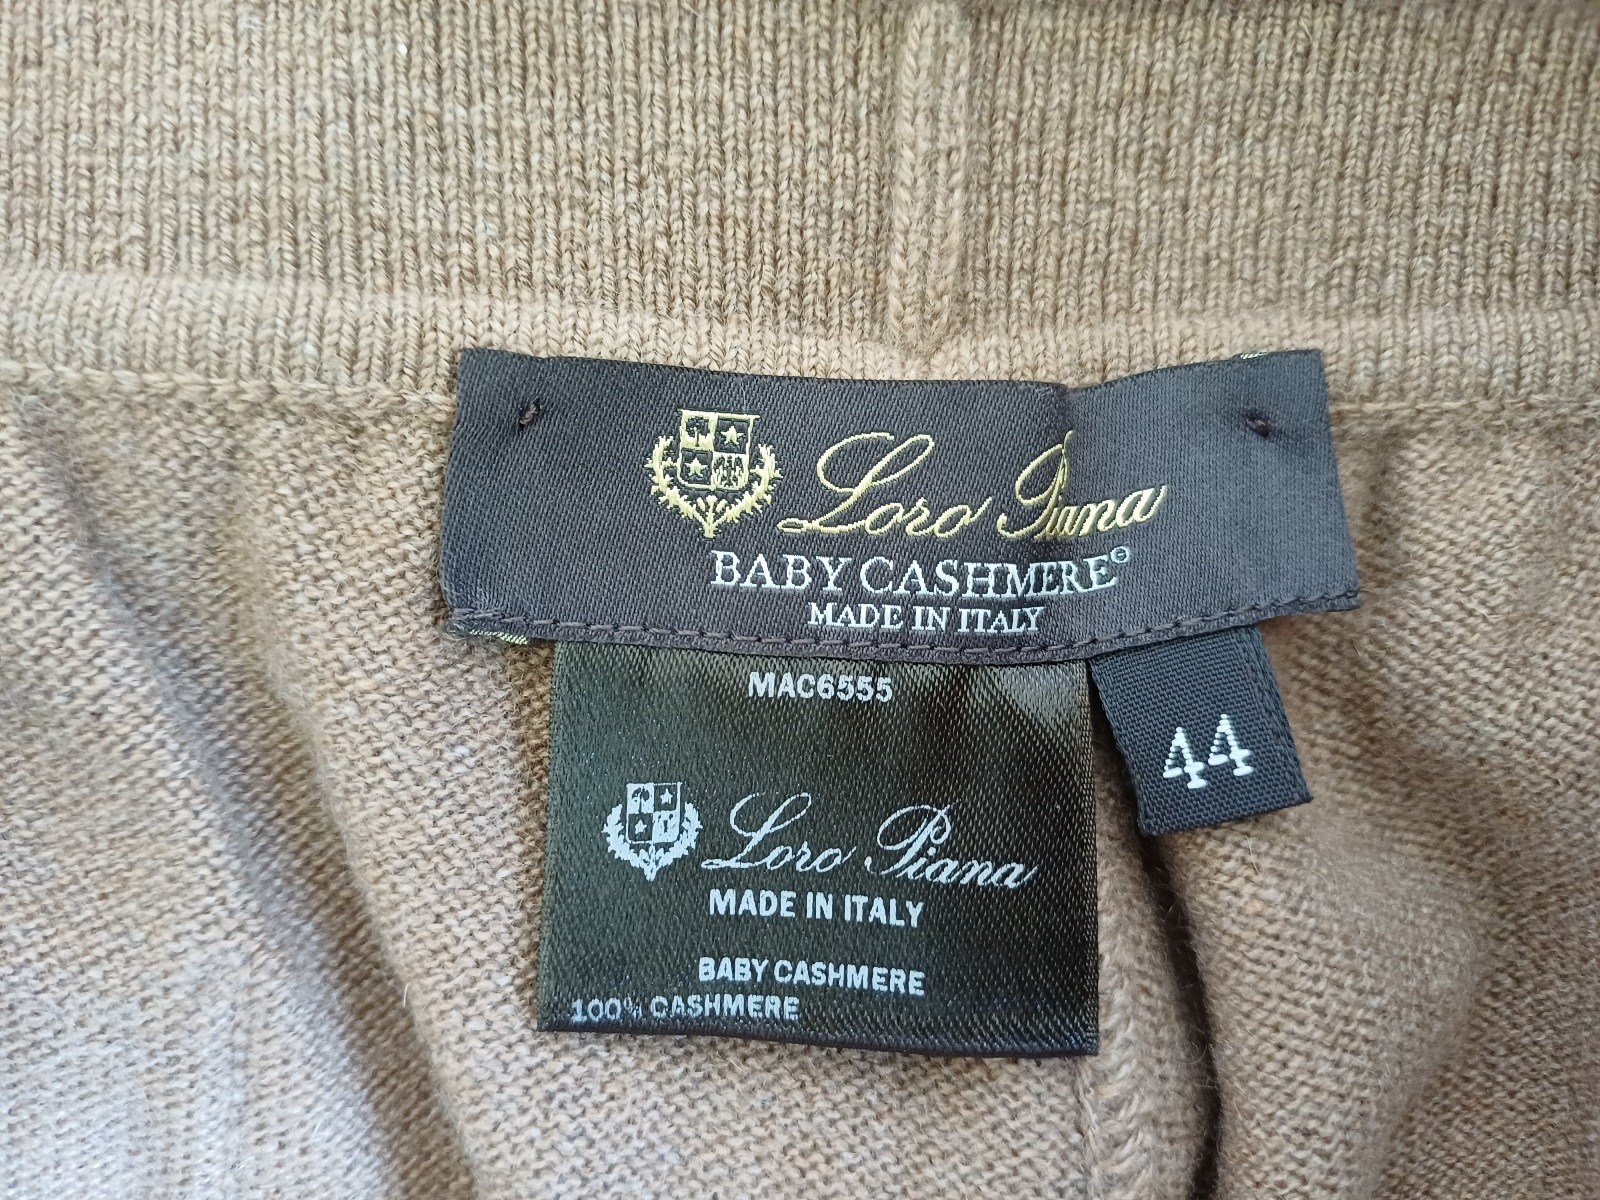 Loro Piana
BABY CASHMERE®
MADE IN ITALY
MAC6555
44
Loro Piana
MADE IN ITALY
BABY CASHMERE
100% CASHMERE